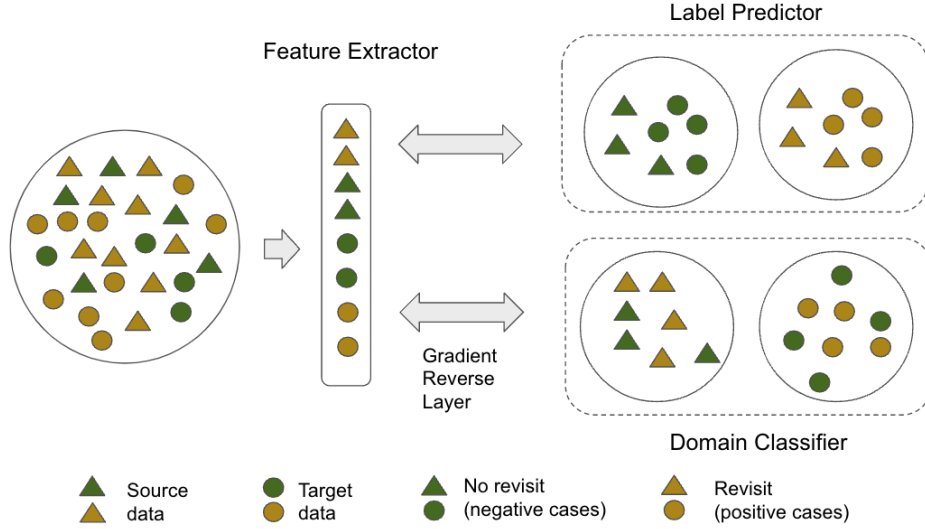 Label Predictor
Feature Extractor
Gradient
Reverse
Layer
Domain Classifier
Source
data
Target
data
No revisit
(negative cases)
Revisit
(positive cases)